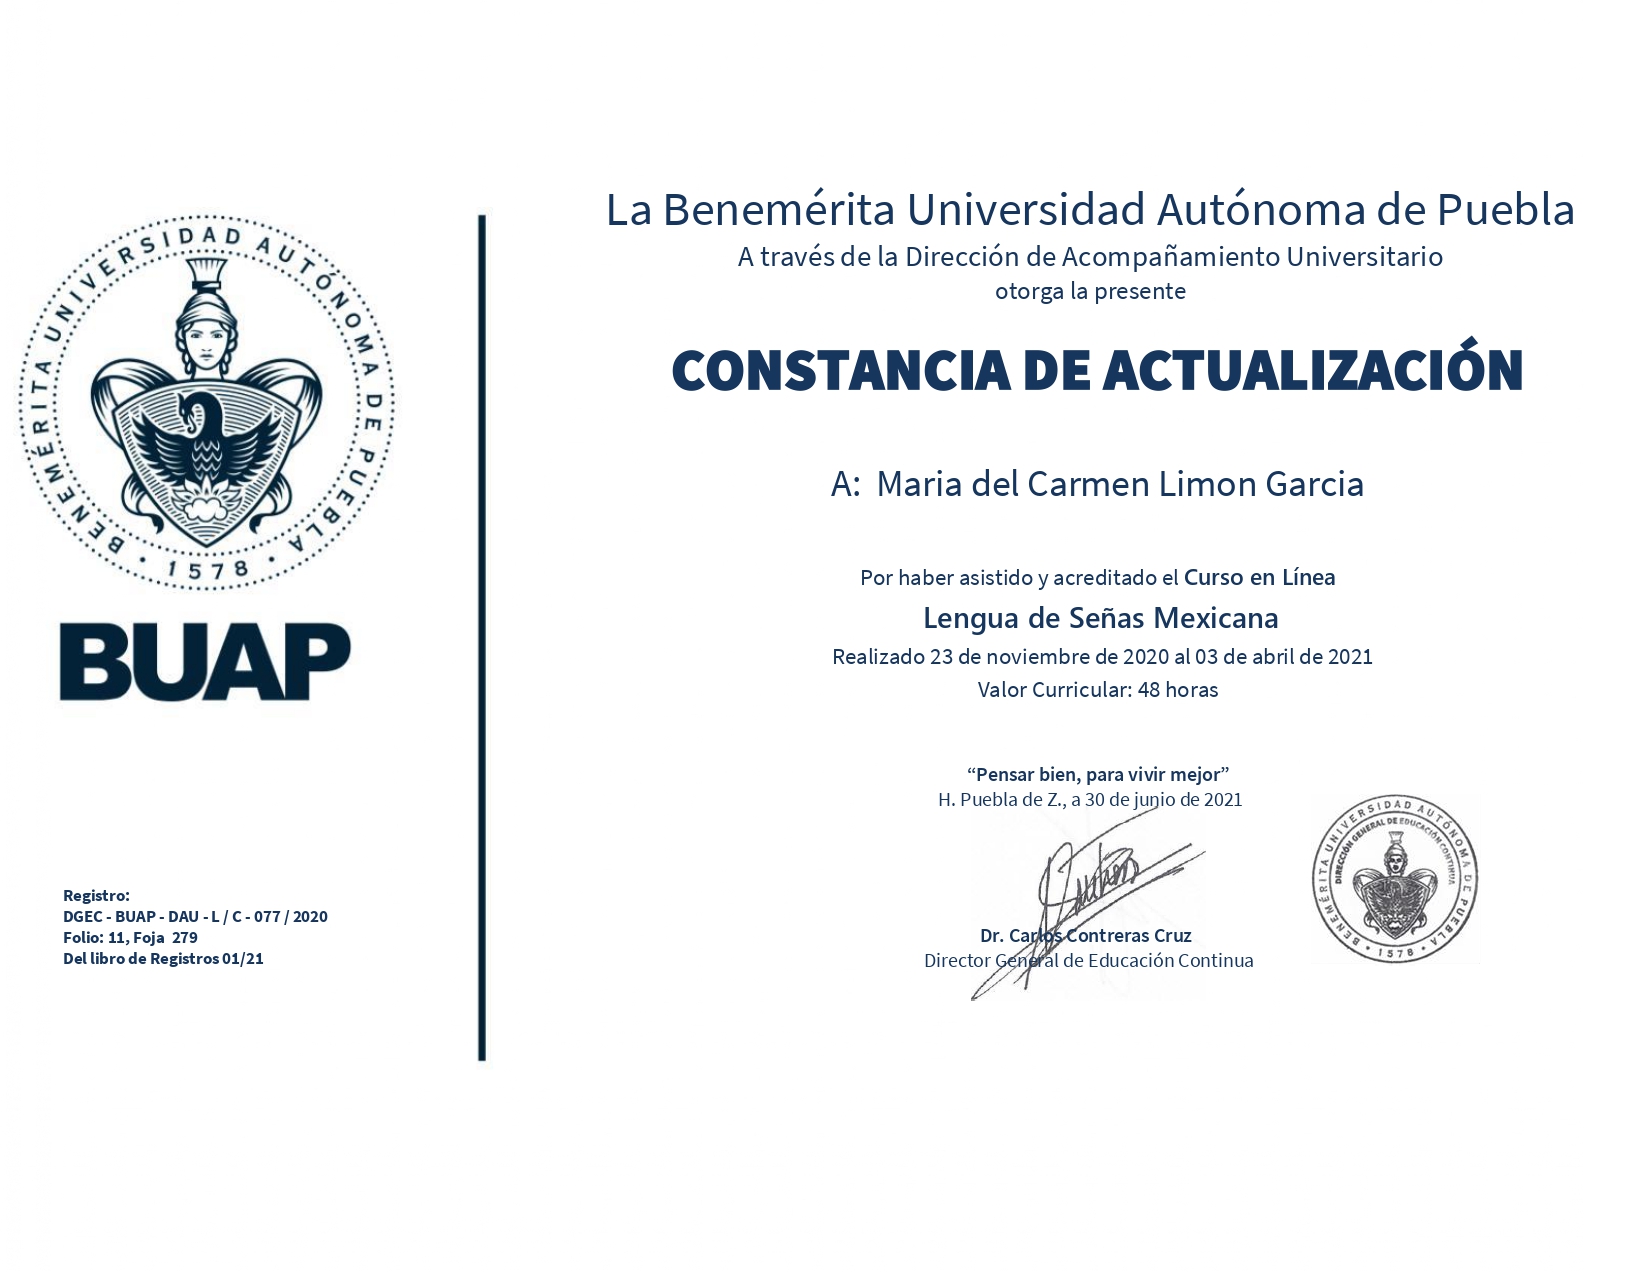 BENEMÉRITA UNIVERSIDAD AUTÓNOMA DE PUEBLA
· 1578 ·
BUAP
Registro:
DGEC - BUAP - DAU - L / C - 077 / 2020
Folio: 11, Foja  279
Del libro de Registros 01/21
La Benemérita Universidad Autónoma de Puebla
A través de la Dirección de Acompañamiento Universitario
otorga la presente
CONSTANCIA DE ACTUALIZACIÓN
A:  Maria del Carmen Limon Garcia
Por haber asistido y acreditado el Curso en Línea
Lengua de Señas Mexicana
Realizado 23 de noviembre de 2020 al 03 de abril de 2021
Valor Curricular: 48 horas
“Pensar bien, para vivir mejor”
H. Puebla de Z., a 30 de junio de 2021
Dr. Carlos Contreras Cruz
Director General de Educación Continua
BENEMÉRITA UNIVERSIDAD AUTÓNOMA DE PUEBLA
DIRECCIÓN GENERAL DE EDUCACIÓN CONTINUA
· 1578 ·